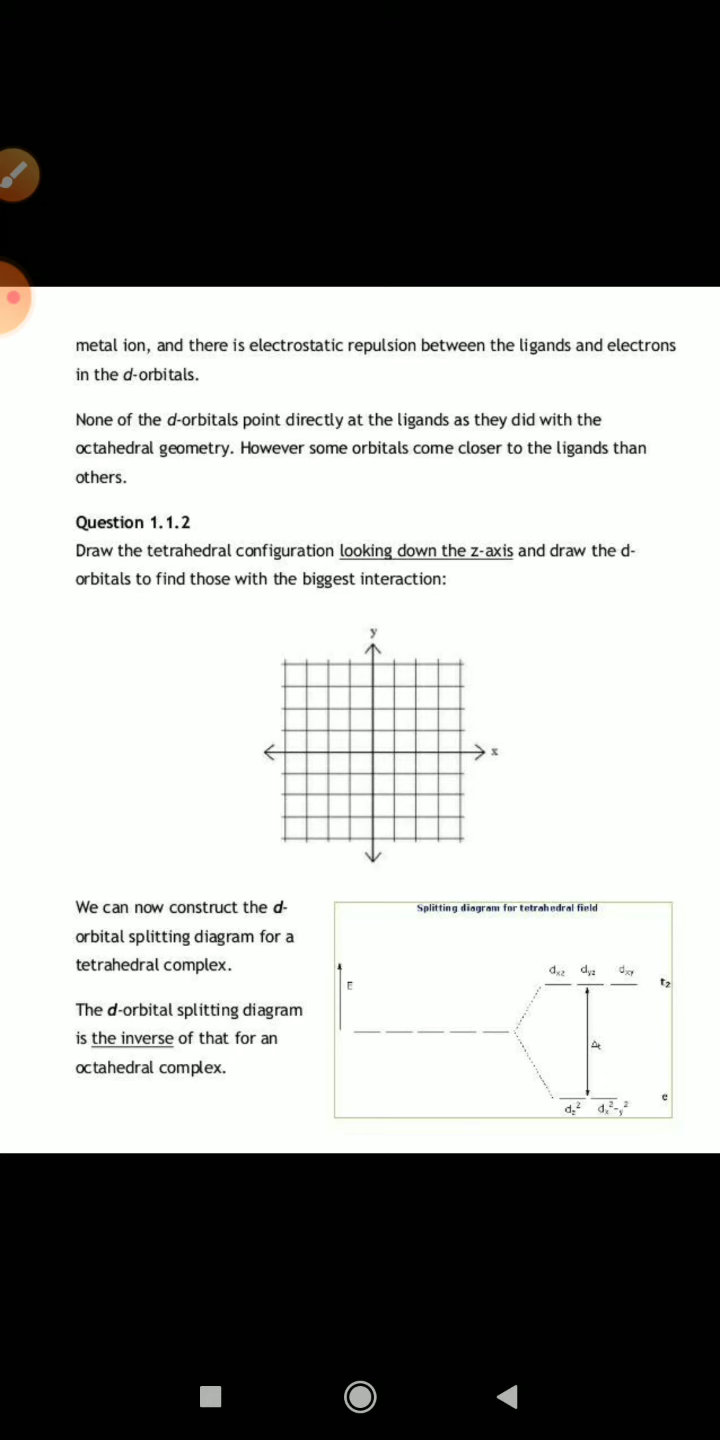 metal ion, and there is electrostatic repulsion between the ligands and electrons
in the d-orbitals.
None of the d-orbitals point directly at the ligands as they did with the
octahedral geometry. However some orbitals come closer to the ligands than
others.
Question 1.1.2
Draw the tetrahedral configuration looking down the z-axis and draw the d-
orbitals to find those with the biggest interaction:
y
x
We can now construct the d-
orbital splitting diagram for a
tetrahedral complex.
The d-orbital splitting diagram
is the inverse of that for an
octahedral complex.
Splitting diagram for tetrahedral field
E
d_xz d_yz d_xy
t₂
Δt
e
d_z² d_x²-y²